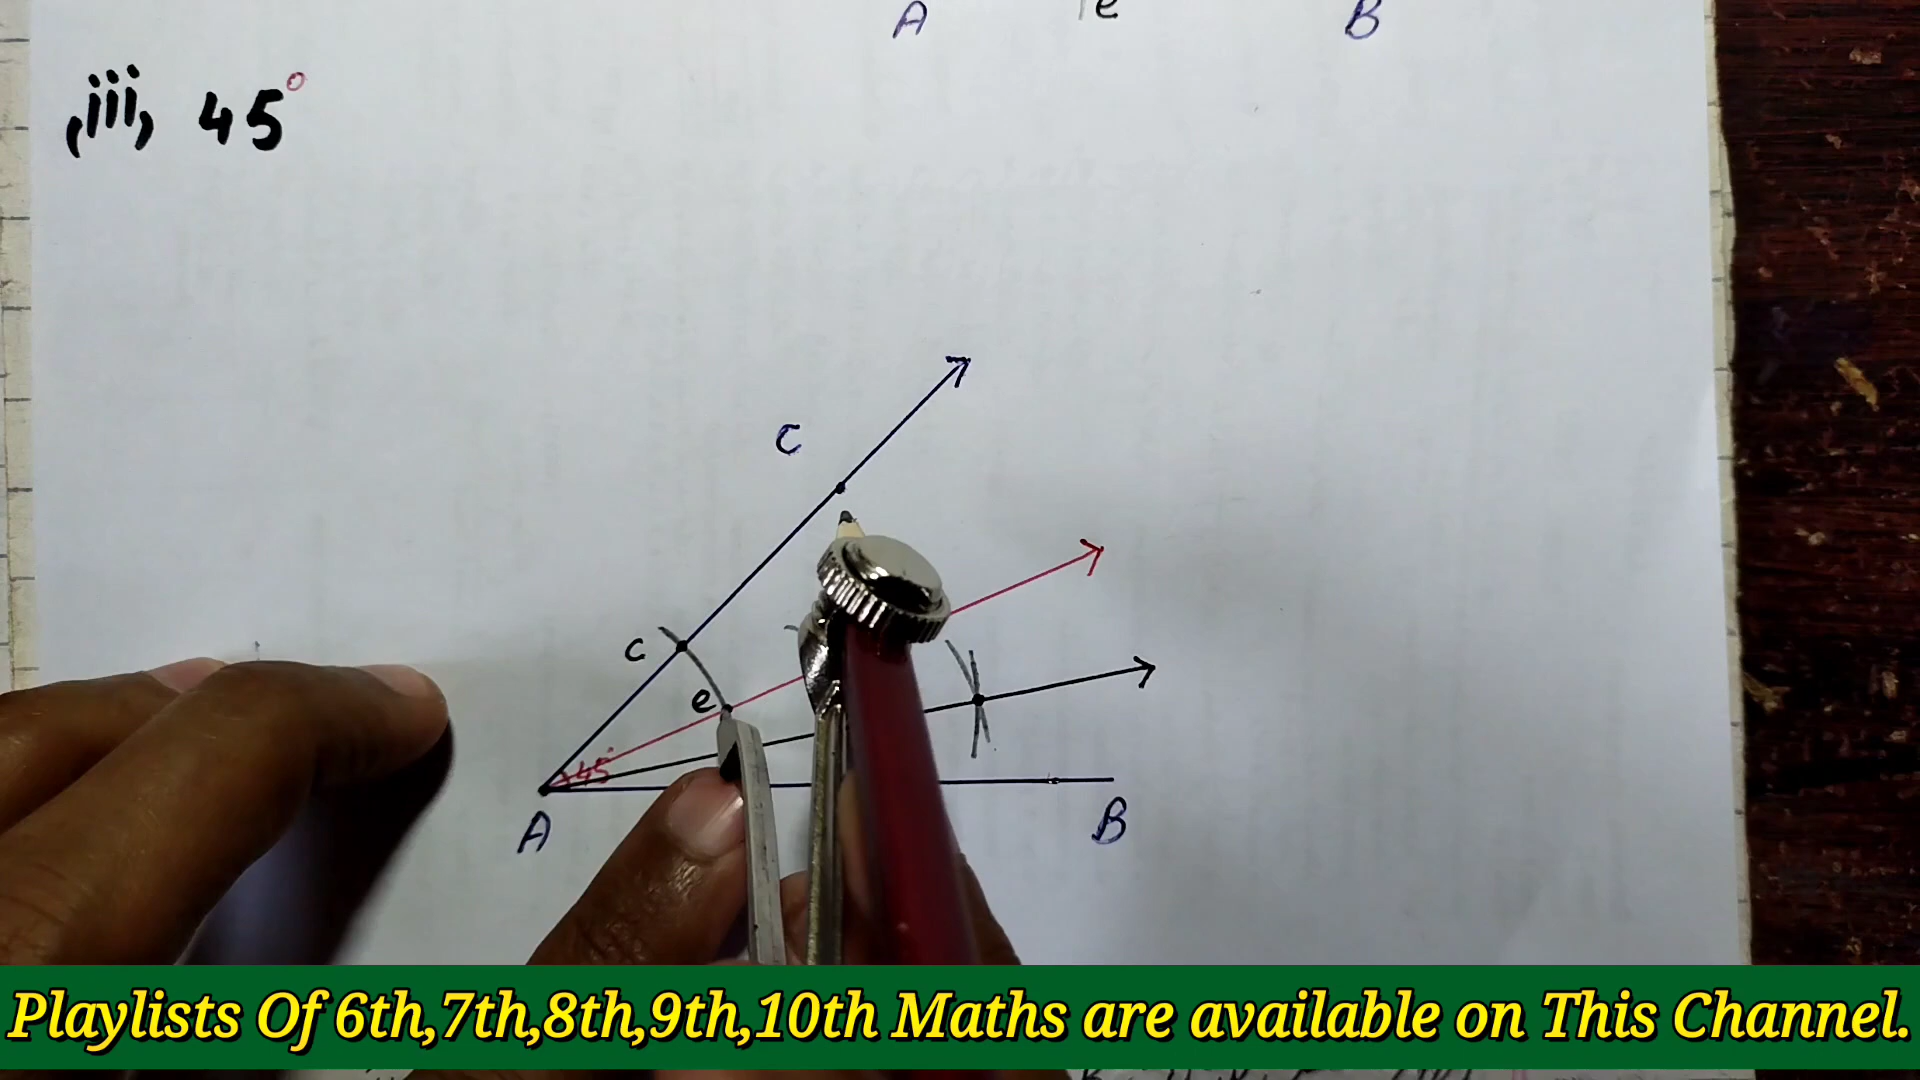 A e B
(iii) 45°
C
c
e
45°
A B
Playlists Of 6th,7th,8th,9th,10th Maths are available on This Channel.